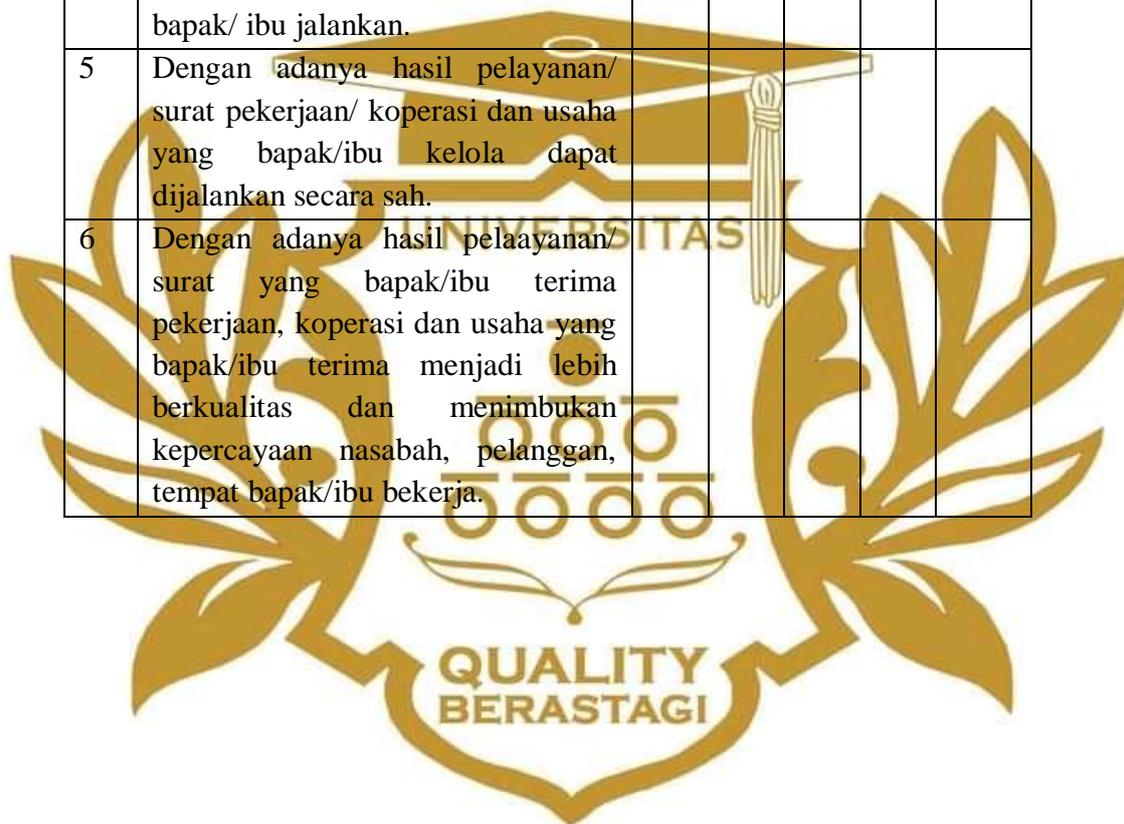 bapak/ ibu jalankan.
5 Dengan adanya hasil pelayanan/
surat pekerjaan/ koperasi dan usaha
yang bapak/ibu kelola dapat
dijalankan secara sah.
UNIVERSITAS
6 Dengan adanya hasil pelaayanan/
surat yang bapak/ibu terima
pekerjaan, koperasi dan usaha yang
bapak/ibu terima menjadi lebih
berkualitas dan menimbukan
kepercayaan nasabah, pelanggan,
tempat bapak/ibu bekerja.
QUALITY
BERASTAGI